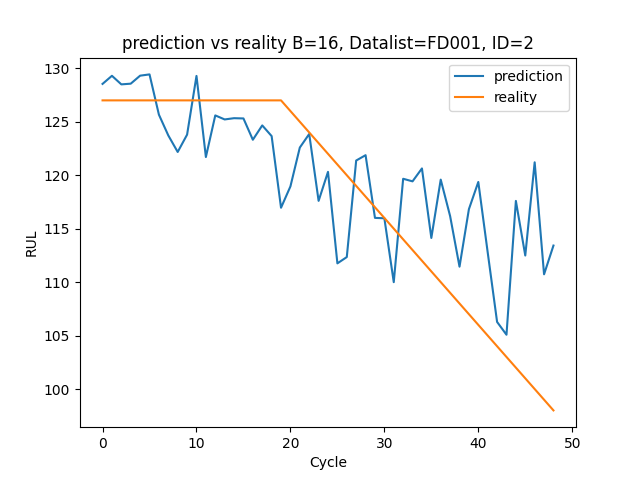 prediction vs reality B=16, Datalist=FD001, ID=2
prediction
reality
130
125
120
115
110
105
100
RUL
0 10 20 30 40 50
Cycle